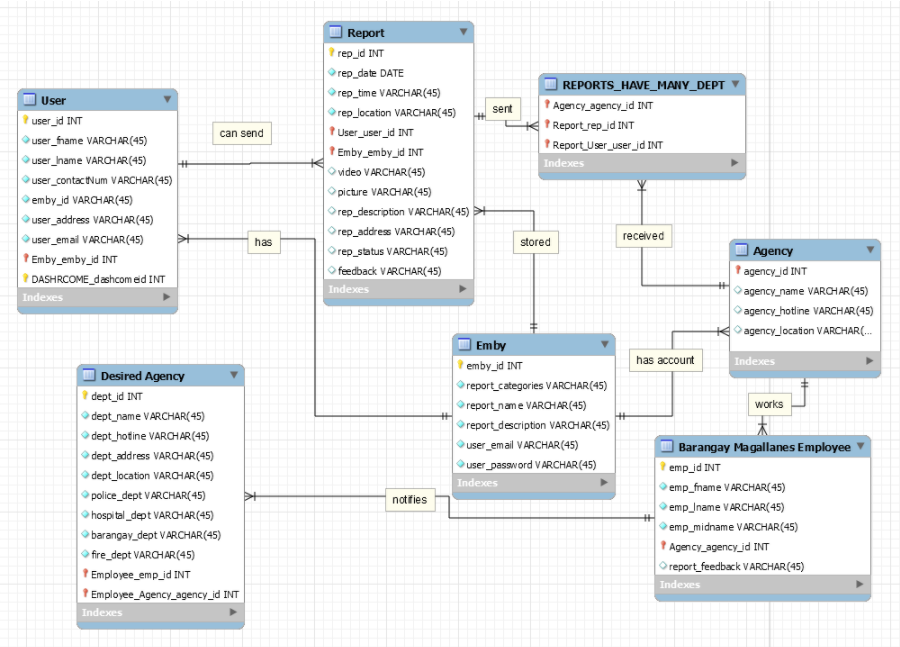 Report
rep_id INT
rep_date DATE
rep_time VARCHAR(45)
rep_location VARCHAR(45)
User_user_id INT
Emby_emby_id INT
video VARCHAR(45)
picture VARCHAR(45)
rep_description VARCHAR(45)
rep_address VARCHAR(45)
rep_status VARCHAR(45)
feedback VARCHAR(45)
Indexes
REPORTS_HAVE_MANY_DEPT
Agency_agency_id INT
Report_rep_id INT
Report_User_user_id INT
Indexes
User
user_id INT
user_fname VARCHAR(45)
user_lname VARCHAR(45)
user_contactNum VARCHAR(45)
emby_id VARCHAR(45)
user_address VARCHAR(45)
user_email VARCHAR(45)
Emby_emby_id INT
DASHRCOME_dashcomeid INT
Indexes
can send
sent
has
stored
received
Agency
agency_id INT
agency_name VARCHAR(45)
agency_hotline VARCHAR(45)
agency_location VARCHAR(...
Indexes
Emby
emby_id INT
report_categories VARCHAR(45)
report_name VARCHAR(45)
report_description VARCHAR(45)
user_email VARCHAR(45)
user_password VARCHAR(45)
Indexes
has account
works
Desired Agency
dept_id INT
dept_name VARCHAR(45)
dept_hotline VARCHAR(45)
dept_address VARCHAR(45)
dept_location VARCHAR(45)
police_dept VARCHAR(45)
hospital_dept VARCHAR(45)
barangay_dept VARCHAR(45)
fire_dept VARCHAR(45)
Employee_emp_id INT
Employee_Agency_agency_id INT
Indexes
notifies
Barangay Magallanes Employee
emp_id INT
emp_fname VARCHAR(45)
emp_lname VARCHAR(45)
emp_midname VARCHAR(45)
Agency_agency_id INT
report_feedback VARCHAR(45)
Indexes